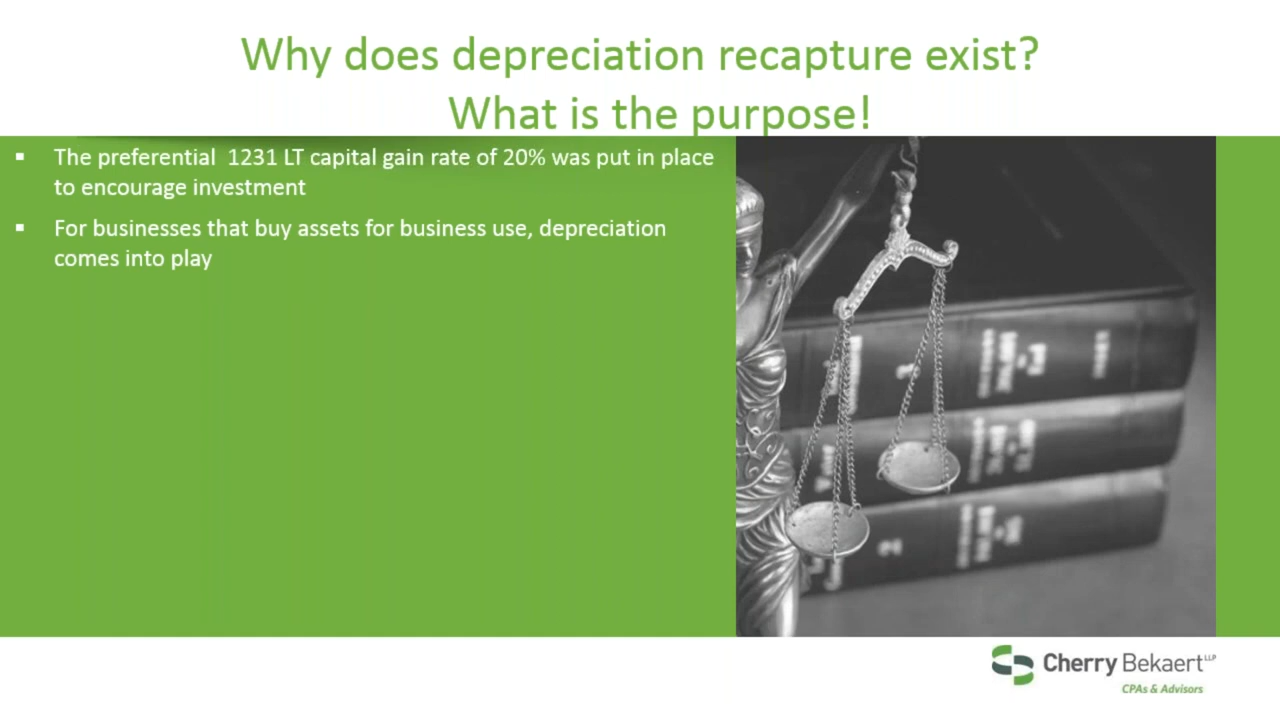 Why does depreciation recapture exist?
What is the purpose!
▪ The preferential 1231 LT capital gain rate of 20% was put in place
to encourage investment
▪ For businesses that buy assets for business use, depreciation
comes into play
1
2
Cherry Bekaert LLP
CPAs & Advisors